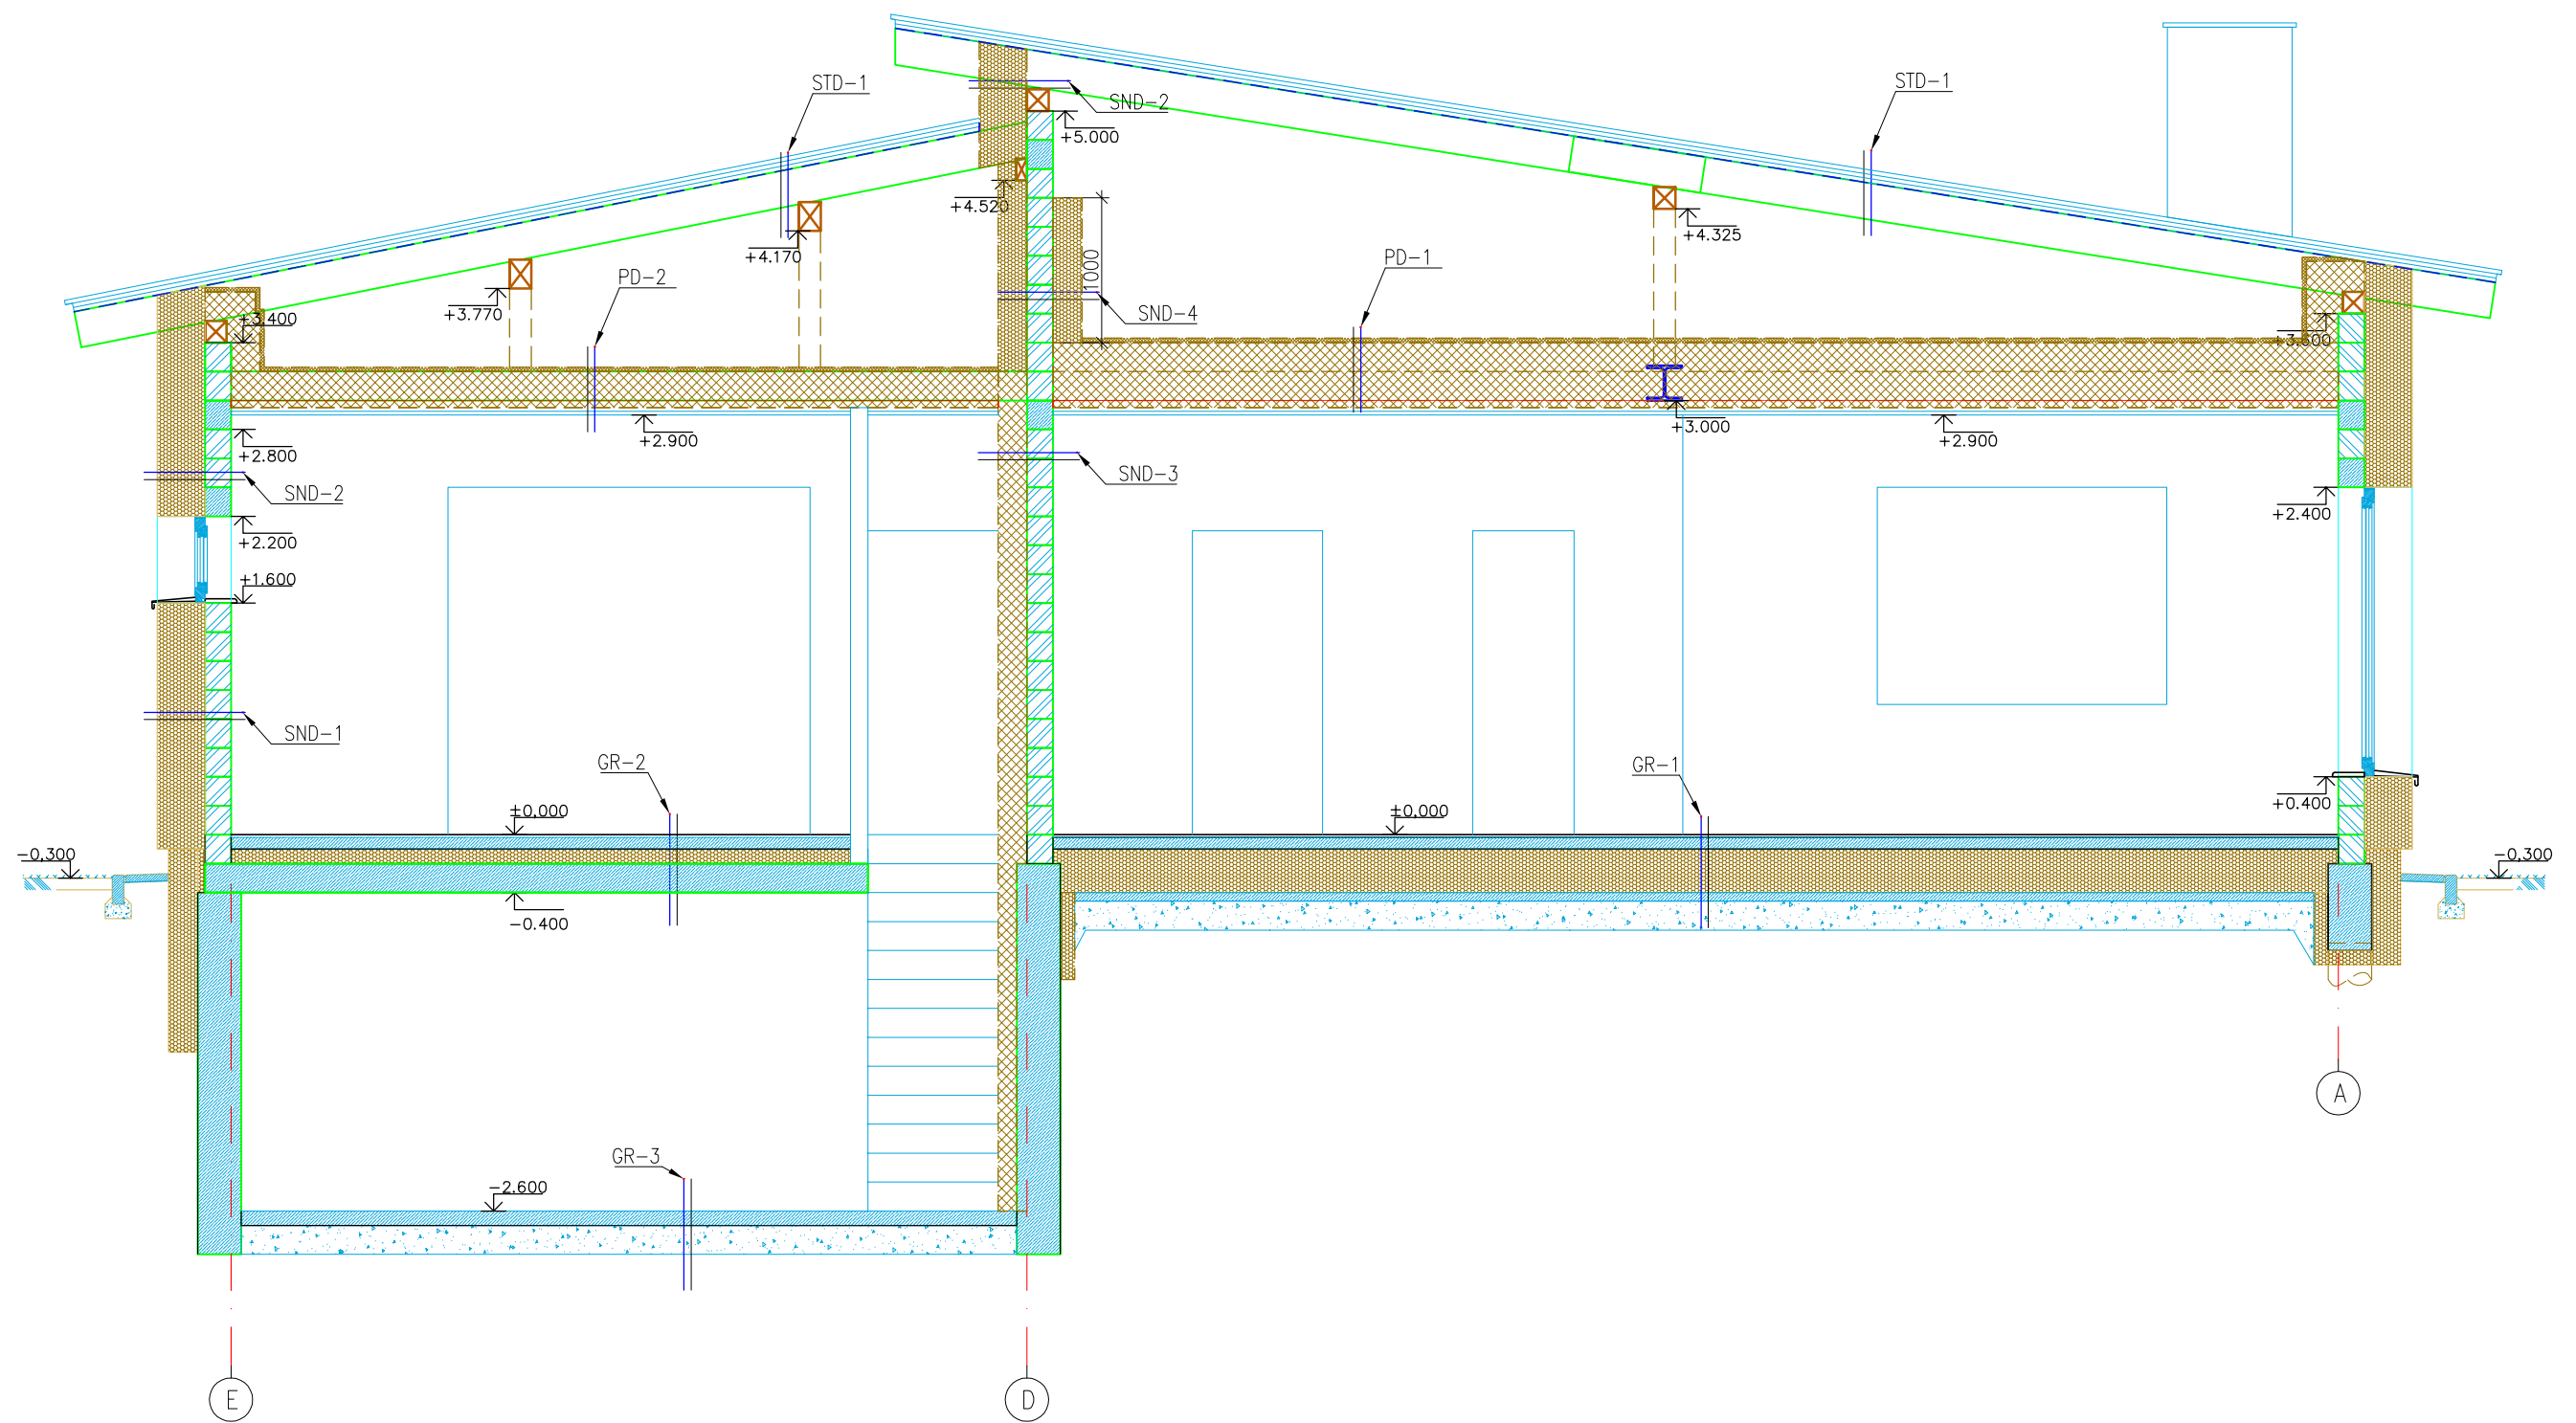 STD-1
STD-1
SND-2
+5.000
+4.520
+4.170
+4.325
1000
PD-1
PD-2
+3.770
SND-4
+3,400
+2.900
+3.000
+2.900
+2.800
SND-3
SND-2
+2.200
+2.400
+1.600
SND-1
GR-2
GR-1
±0,000
±0,000
+0.400
-0,300
-0,300
-0.400
A
GR-3
-2.600
E
D